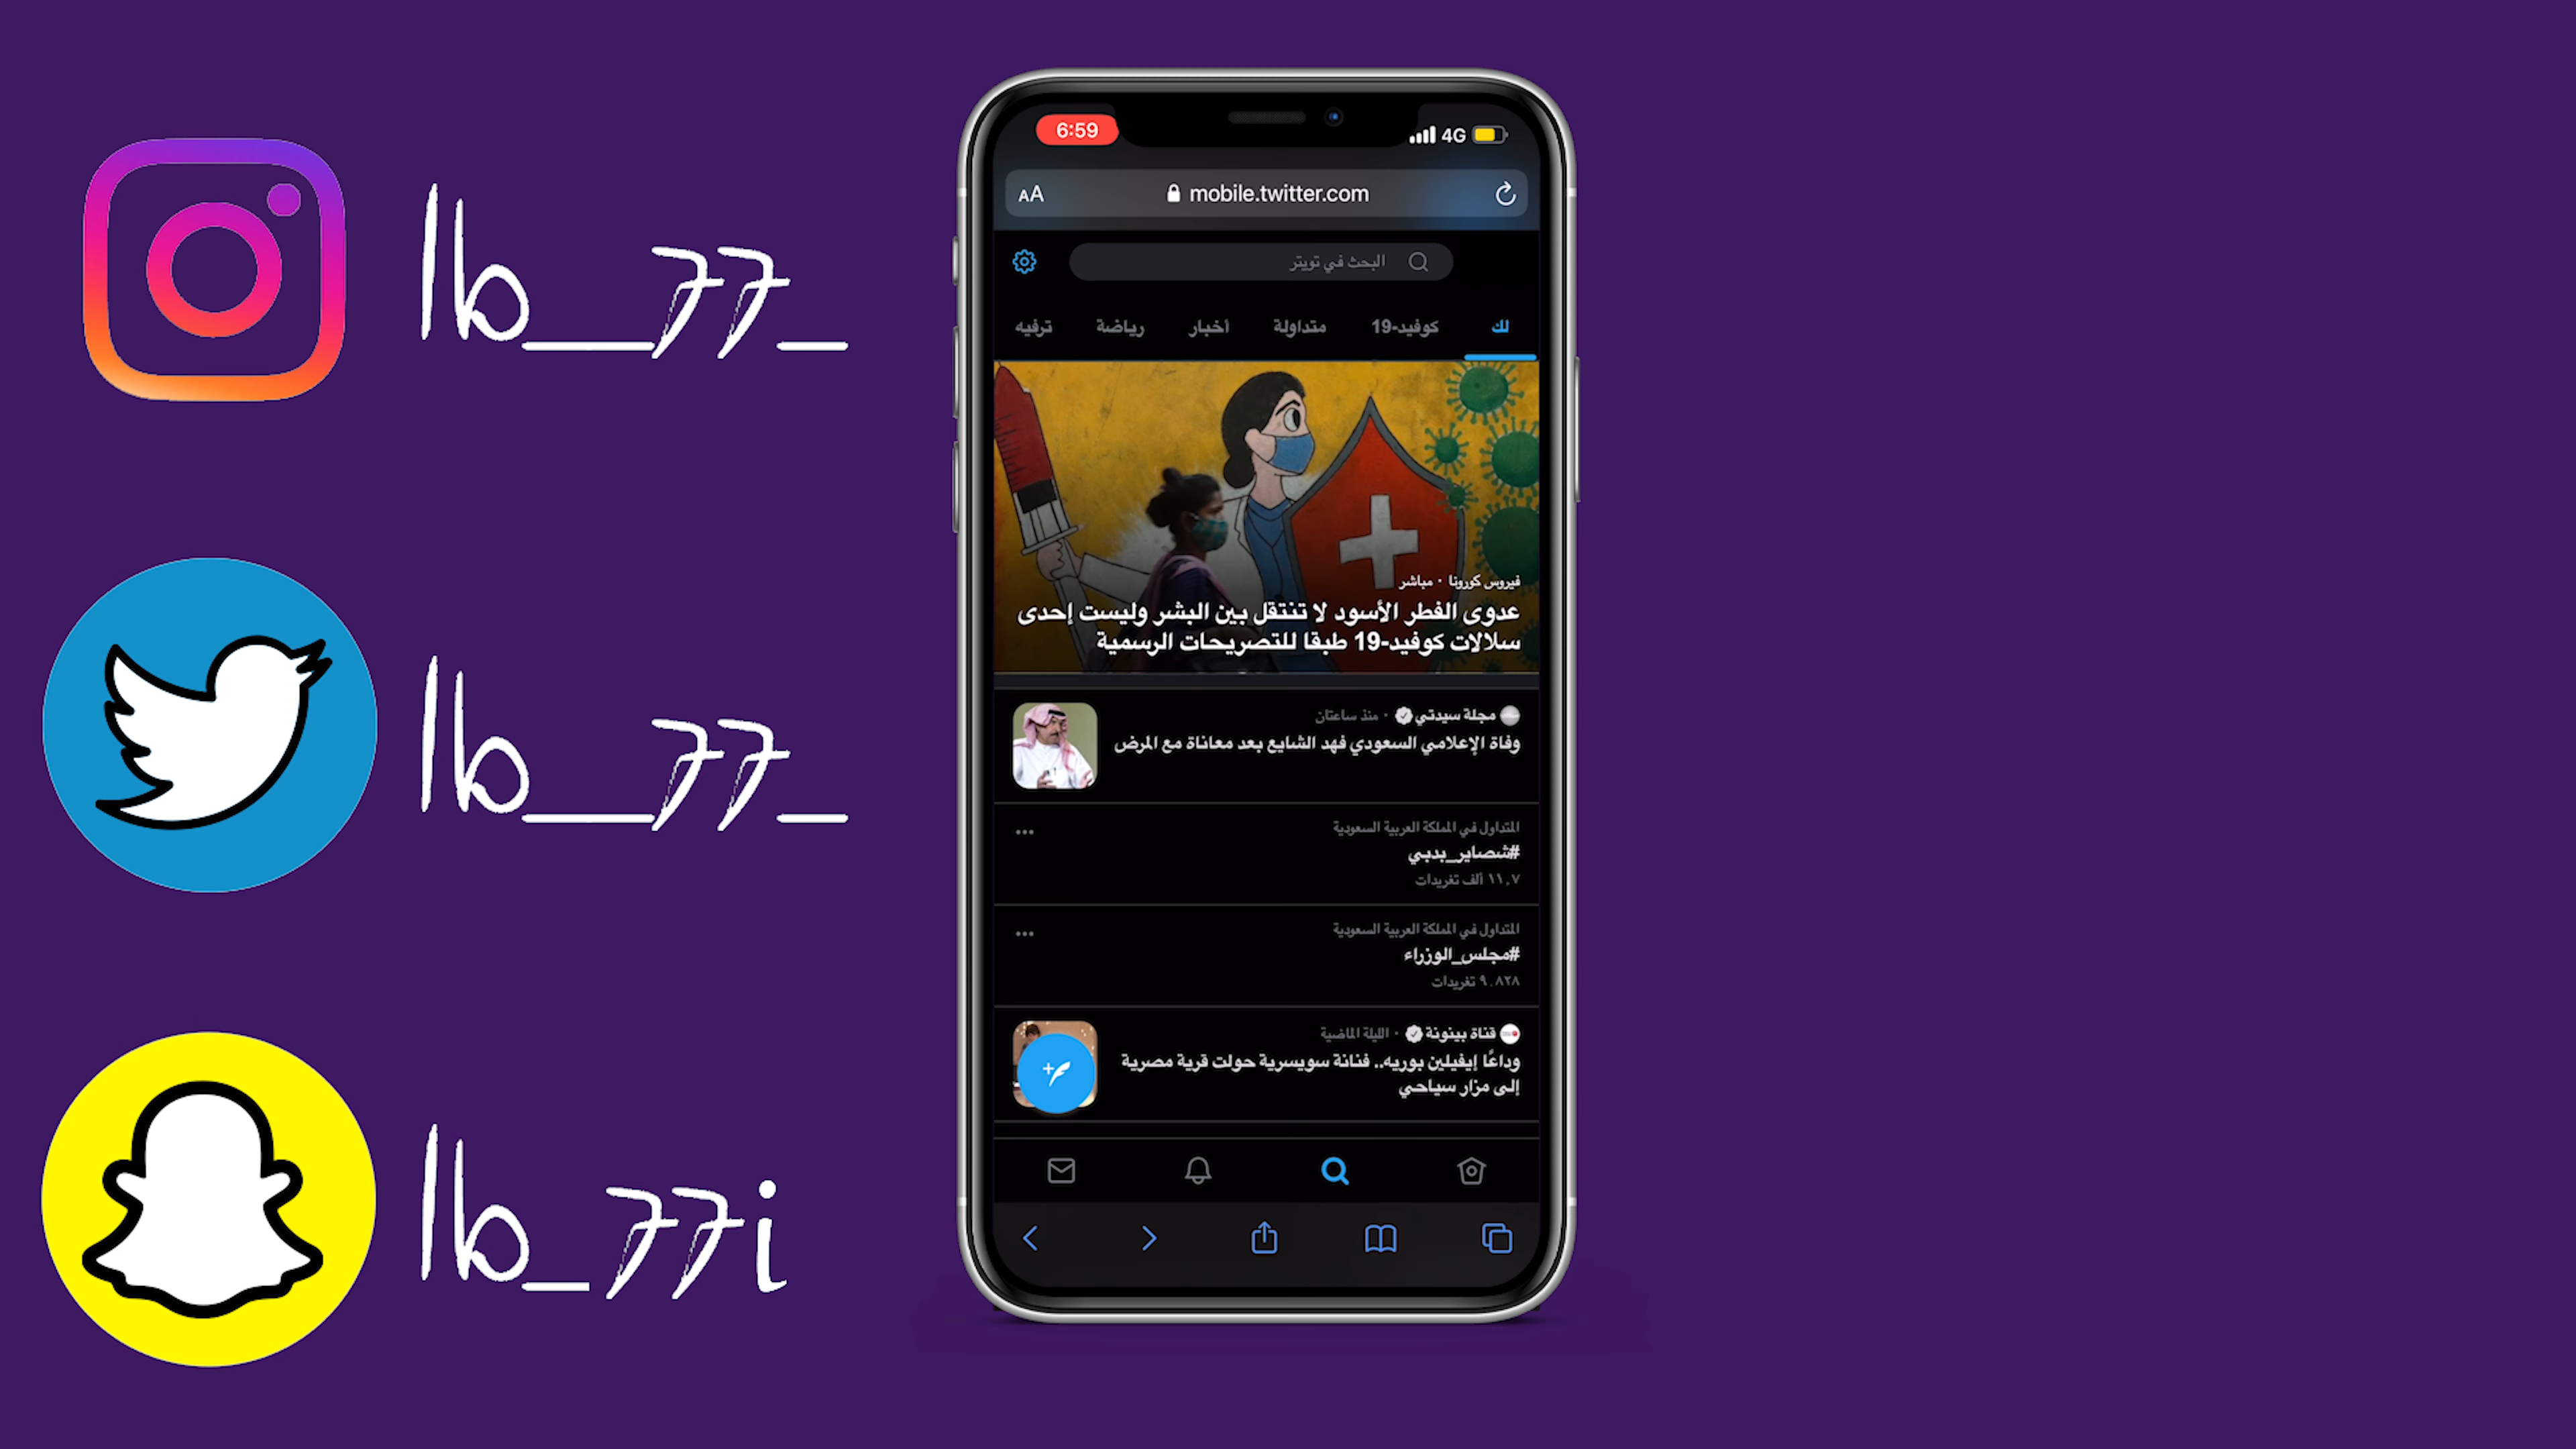 lb__77_
lb__77_
lb_77i
6:59
4G
AA
mobile.twitter.com
البحث في تويتر
لك
كوفيد-19
متداولة
أخبار
رياضة
ترفيه
فيروس كورونا · مباشر
عدوى الفطر الأسود لا تنتقل بين البشر وليست إحدى
سلالات كوفيد-19 طبقا للتصريحات الرسمية
مجلة سيدتي · منذ ساعتان
وفاة الإعلامي السعودي فهد الشايع بعد معاناة مع المرض
المتداول في المملكة العربية السعودية
#شصاير_بدبي
١١,٧ ألف تغريدات
المتداول في المملكة العربية السعودية
#مجلس_الوزراء
٩.٨٢٨ تغريدات
قناة بينونة · الليلة الماضية
وداعًا إيفيلين بوريه.. فنانة سويسرية حولت قرية مصرية
إلى مزار سياحي